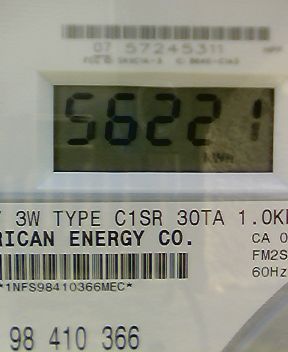 07 57245311
56221
KWH
3W TYPE C1SR 30TA 1.0K
RICAN ENERGY CO.
CA 0
FM2S
60Hz
*1NFS98410366MEC*
98 410 366